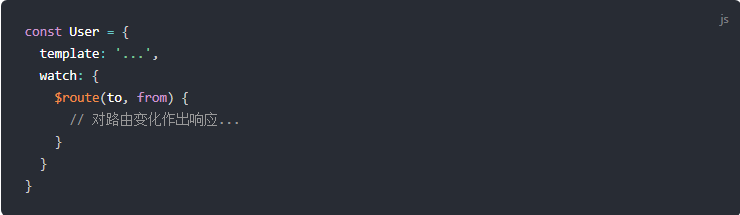 js
const User = {
  template: '...',
  watch: {
    $route(to, from) {
      // 对路由变化作出响应...
    }
  }
}